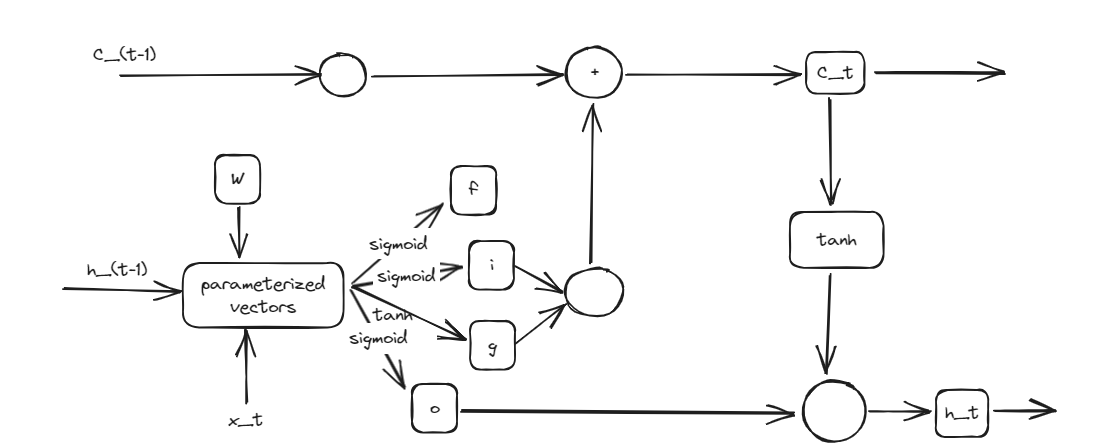 C_(t-1)
+
C_t
W
f
sigmoid
h_(t-1)
sigmoid
i
tanh
parameterized
vectors
tanh
sigmoid
g
o
h_t
x_t